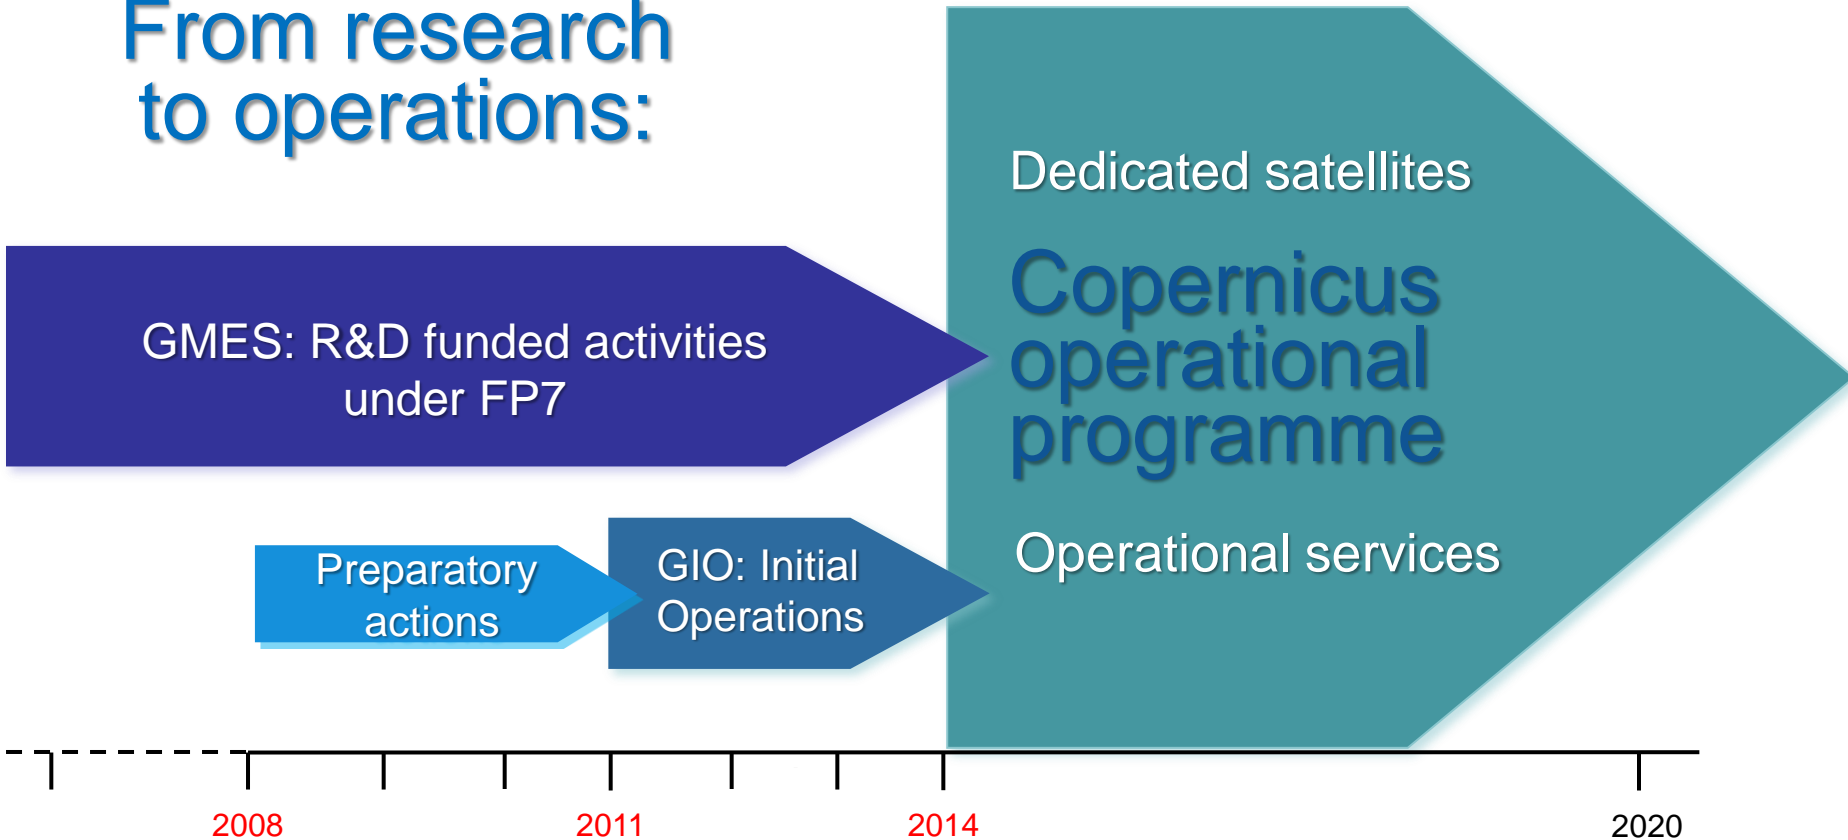 From research
to operations:
Dedicated satellites
Copernicus
operational
programme
Operational services
GMES: R&D funded activities
under FP7
Preparatory
actions
GIO: Initial
Operations
2008
2011
2014
2020